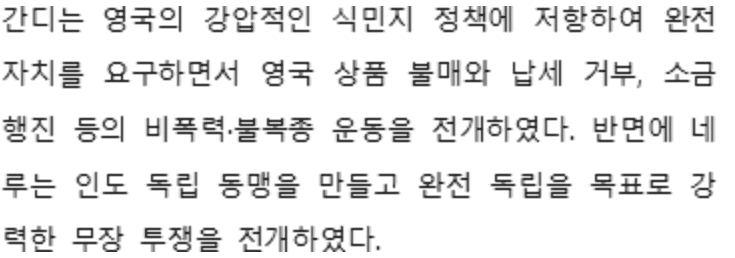 간디는 영국의 강압적인 식민지 정책에 저항하여 완전
자치를 요구하면서 영국 상품 불매와 납세 거부, 소금
행진 등의 비폭력·불복종 운동을 전개하였다. 반면에 네
루는 인도 독립 동맹을 만들고 완전 독립을 목표로 강
력한 무장 투쟁을 전개하였다.